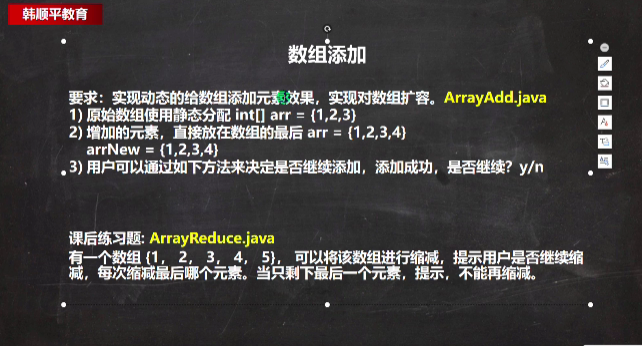 韩顺平教育
数组添加
要求：实现动态的给数组添加元素效果，实现对数组扩容。ArrayAdd.java
1) 原始数组使用静态分配 int[] arr = {1,2,3}
2) 增加的元素，直接放在数组的最后 arr = {1,2,3,4}
arrNew = {1,2,3,4}
3) 用户可以通过如下方法来决定是否继续添加，添加成功，是否继续？y/n
课后练习题: ArrayReduce.java
有一个数组 {1， 2， 3， 4， 5}， 可以将该数组进行缩减，提示用户是否继续缩
减，每次缩减最后哪个元素。当只剩下最后一个元素，提示，不能再缩减。